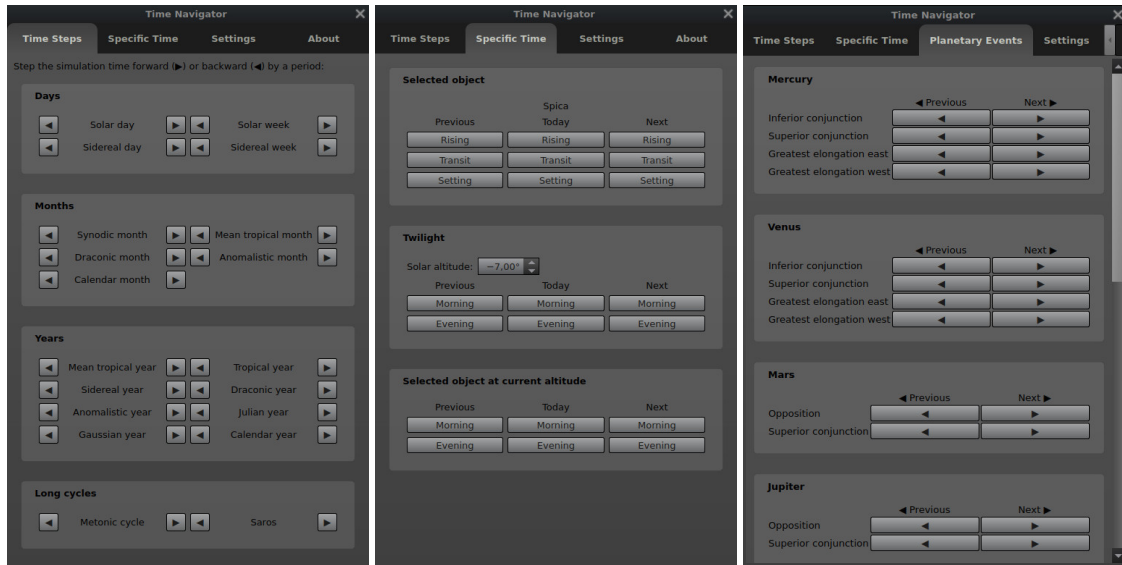 Time Navigator
Time Steps Specific Time Settings About
Step the simulation time forward (▶) or backward (◀) by a period:
Days
◀ Solar day ▶ ◀ Solar week ▶
◀ Sidereal day ▶ ◀ Sidereal week ▶
Months
◀ Synodic month ▶ ◀ Mean tropical month ▶
◀ Draconic month ▶ ◀ Anomalistic month ▶
◀ Calendar month ▶
Years
◀ Mean tropical year ▶ ◀ Tropical year ▶
◀ Sidereal year ▶ ◀ Draconic year ▶
◀ Anomalistic year ▶ ◀ Julian year ▶
◀ Gaussian year ▶ ◀ Calendar year ▶
Long cycles
◀ Metonic cycle ▶ ◀ Saros ▶
Time Navigator
Time Steps Specific Time Settings About
Selected object
Spica
Previous Today Next
Rising Rising Rising
Transit Transit Transit
Setting Setting Setting
Twilight
Solar altitude: −7,00°
Previous Today Next
Morning Morning Morning
Evening Evening Evening
Selected object at current altitude
Previous Today Next
Morning Morning Morning
Evening Evening Evening
Time Navigator
Time Steps Specific Time Planetary Events Settings
Mercury
◀ Previous Next ▶
Inferior conjunction ◀ ▶
Superior conjunction ◀ ▶
Greatest elongation east ◀ ▶
Greatest elongation west ◀ ▶
Venus
◀ Previous Next ▶
Inferior conjunction ◀ ▶
Superior conjunction ◀ ▶
Greatest elongation east ◀ ▶
Greatest elongation west ◀ ▶
Mars
◀ Previous Next ▶
Opposition ◀ ▶
Superior conjunction ◀ ▶
Jupiter
◀ Previous Next ▶
Opposition ◀ ▶
Superior conjunction ◀ ▶